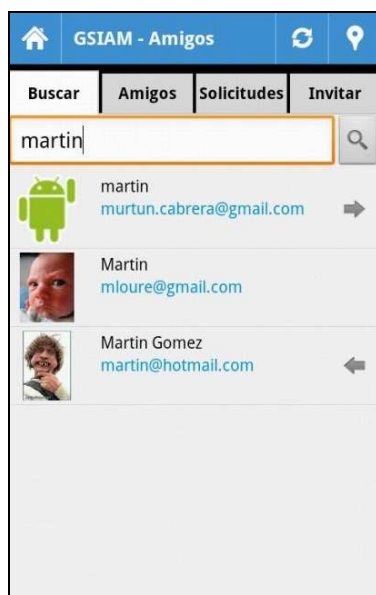 GSIAM - Amigos
Buscar Amigos Solicitudes Invitar
martin
martin
murtun.cabrera@gmail.com
Martin
mloure@gmail.com
Martin Gomez
martin@hotmail.com